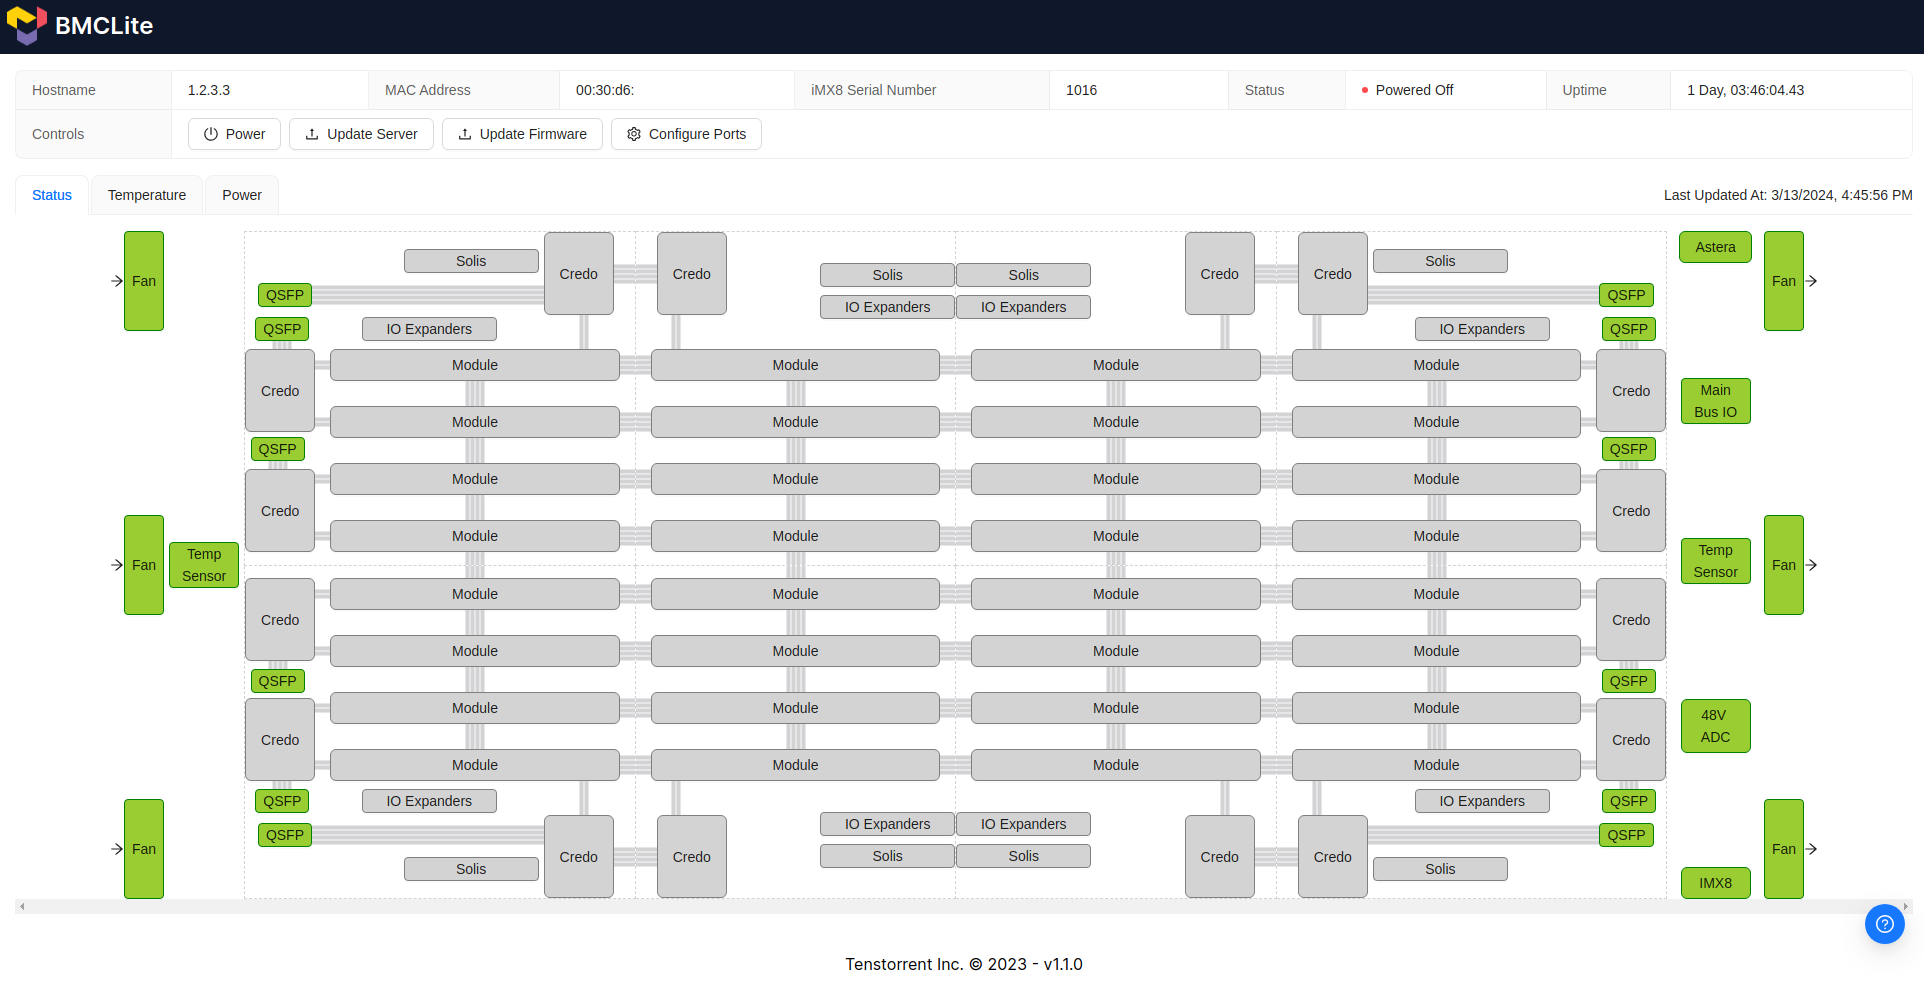 BMCLite
Hostname 1.2.3.3 MAC Address 00:30:d6: iMX8 Serial Number 1016 Status Powered Off Uptime 1 Day, 03:46:04.43
Controls Power Update Server Update Firmware Configure Ports
Status Temperature Power Last Updated At: 3/13/2024, 4:45:56 PM
Astera
Solis Solis
Credo Credo Credo Credo
Solis Solis
Fan Fan
QSFP QSFP
IO Expanders IO Expanders
QSFP IO Expanders IO Expanders QSFP
Module Module Module Module
Credo Credo
Main
Bus IO
Module Module Module Module
QSFP QSFP
Module Module Module Module
Credo Credo
Module Module Module Module
Temp
Sensor
Temp
Sensor
Fan Fan
Module Module Module Module
Credo Credo
Module Module Module Module
QSFP QSFP
Module Module Module Module
48V
ADC
Credo Credo
Module Module Module Module
QSFP IO Expanders IO Expanders QSFP
IO Expanders IO Expanders
QSFP QSFP
Fan Fan
Credo Credo Solis Solis Credo Credo
Solis Solis
IMX8
Tenstorrent Inc. © 2023 - v1.1.0